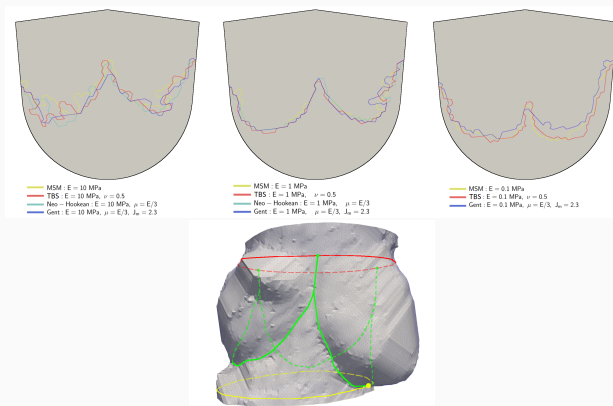 MSM : E = 10 MPa
TBS : E = 10 MPa, ν = 0.5
Neo − Hookean : E = 10 MPa, μ = E/3
Gent : E = 10 MPa, μ = E/3, Jₘ = 2.3
MSM : E = 1 MPa
TBS : E = 1 MPa, ν = 0.5
Neo − Hookean : E = 1 MPa, μ = E/3
Gent : E = 1 MPa, μ = E/3, Jₘ = 2.3
MSM : E = 0.1 MPa
TBS : E = 0.1 MPa, ν = 0.5
Gent : E = 0.1 MPa, μ = E/3, Jₘ = 2.3